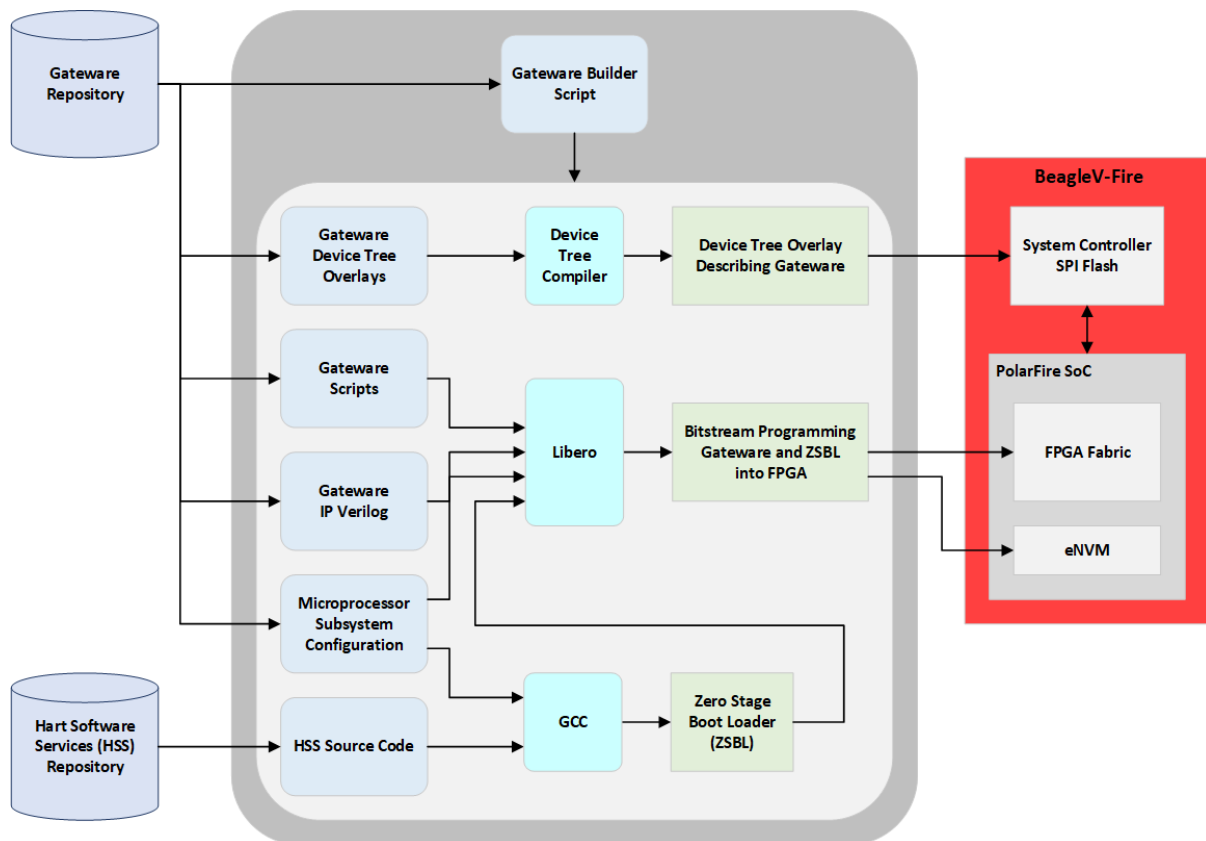 Gateware
Repository
Gateware Builder
Script
BeagleV-Fire
Gateware
Device Tree
Overlays
Device
Tree
Compiler
Device Tree Overlay
Describing Gateware
System Controller
SPI Flash
Gateware
Scripts
PolarFire SoC
Libero
Bitstream Programming
Gateware and ZSBL
into FPGA
FPGA Fabric
Gateware
IP Verilog
eNVM
Microprocessor
Subsystem
Configuration
Hart Software
Services (HSS)
Repository
HSS Source Code
GCC
Zero Stage
Boot Loader
(ZSBL)